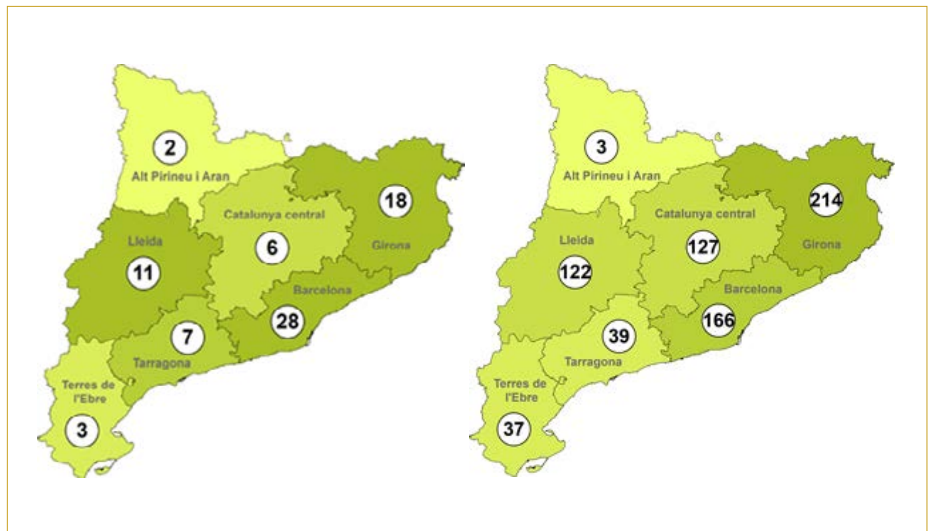 2
Alt Pirineu i Aran
18
Catalunya central
Lleida
6
Girona
11
Barcelona
28
7
Tarragona
Terres de
l'Ebre
3
3
Alt Pirineu i Aran
214
Catalunya central
Lleida
127
Girona
122
Barcelona
166
39
Tarragona
Terres de
l'Ebre
37